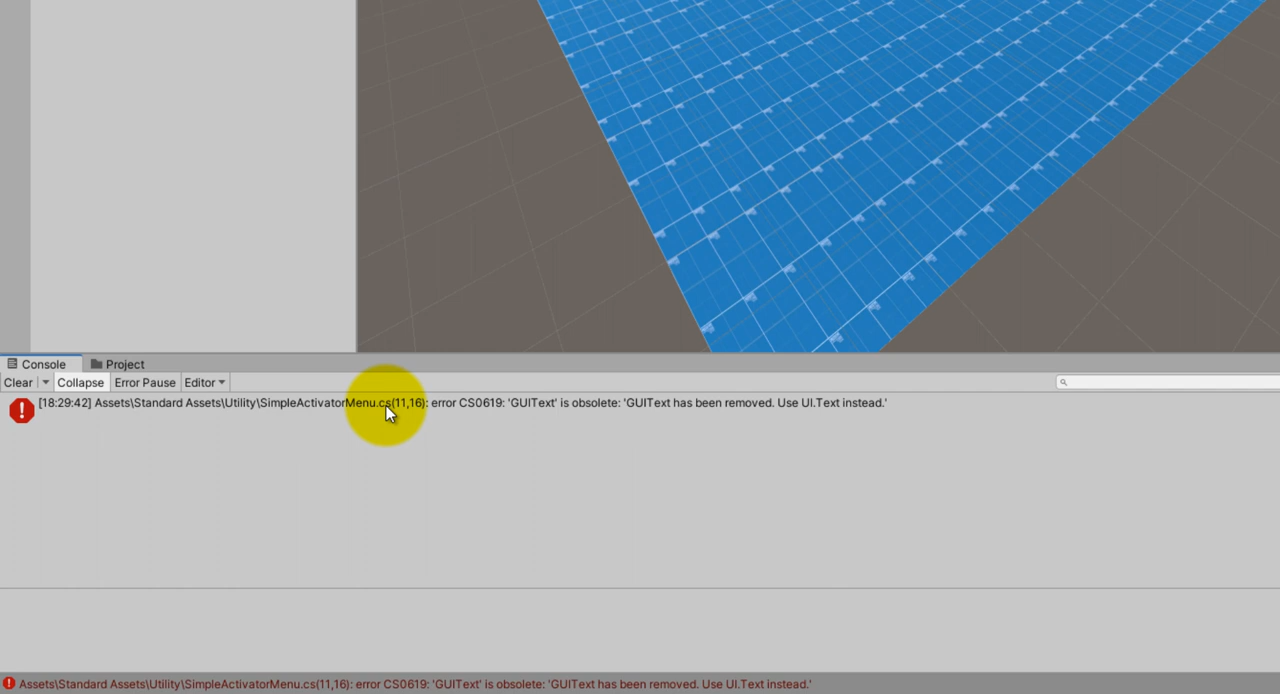 Console Project
Clear Collapse Error Pause Editor
[18:29:42] Assets\Standard Assets\Utility\SimpleActivatorMenu.cs(11,16): error CS0619: 'GUIText' is obsolete: 'GUIText has been removed. Use UI.Text instead.'
Assets\Standard Assets\Utility\SimpleActivatorMenu.cs(11,16): error CS0619: 'GUIText' is obsolete: 'GUIText has been removed. Use UI.Text instead.'